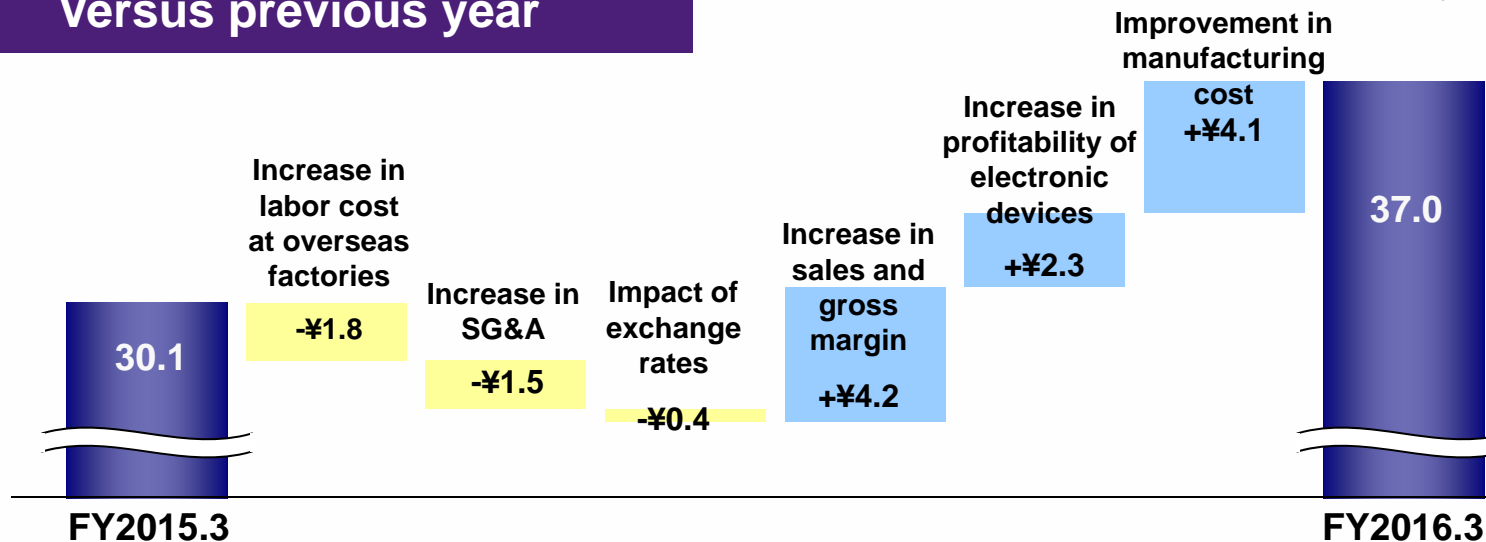 Versus previous year
Improvement in
manufacturing
cost
+¥4.1
Increase in
profitability of
electronic
devices
+¥2.3
Increase in
labor cost
at overseas
factories
-¥1.8
Increase in
SG&A
-¥1.5
Impact of
exchange
rates
-¥0.4
Increase in
sales and
gross
margin
+¥4.2
30.1
37.0
FY2015.3
FY2016.3